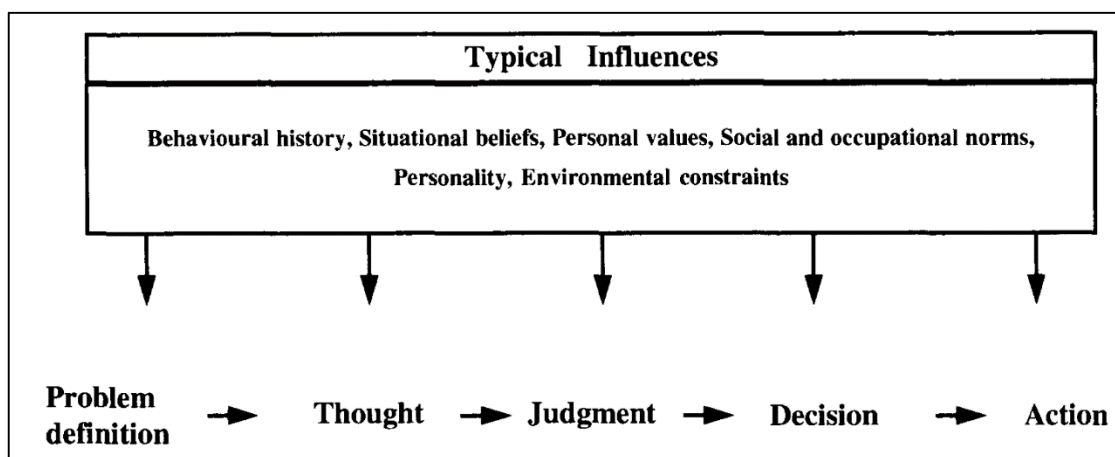 Typical Influences
Behavioural history, Situational beliefs, Personal values, Social and occupational norms,
Personality, Environmental constraints
Problem
definition
Thought
Judgment
Decision
Action